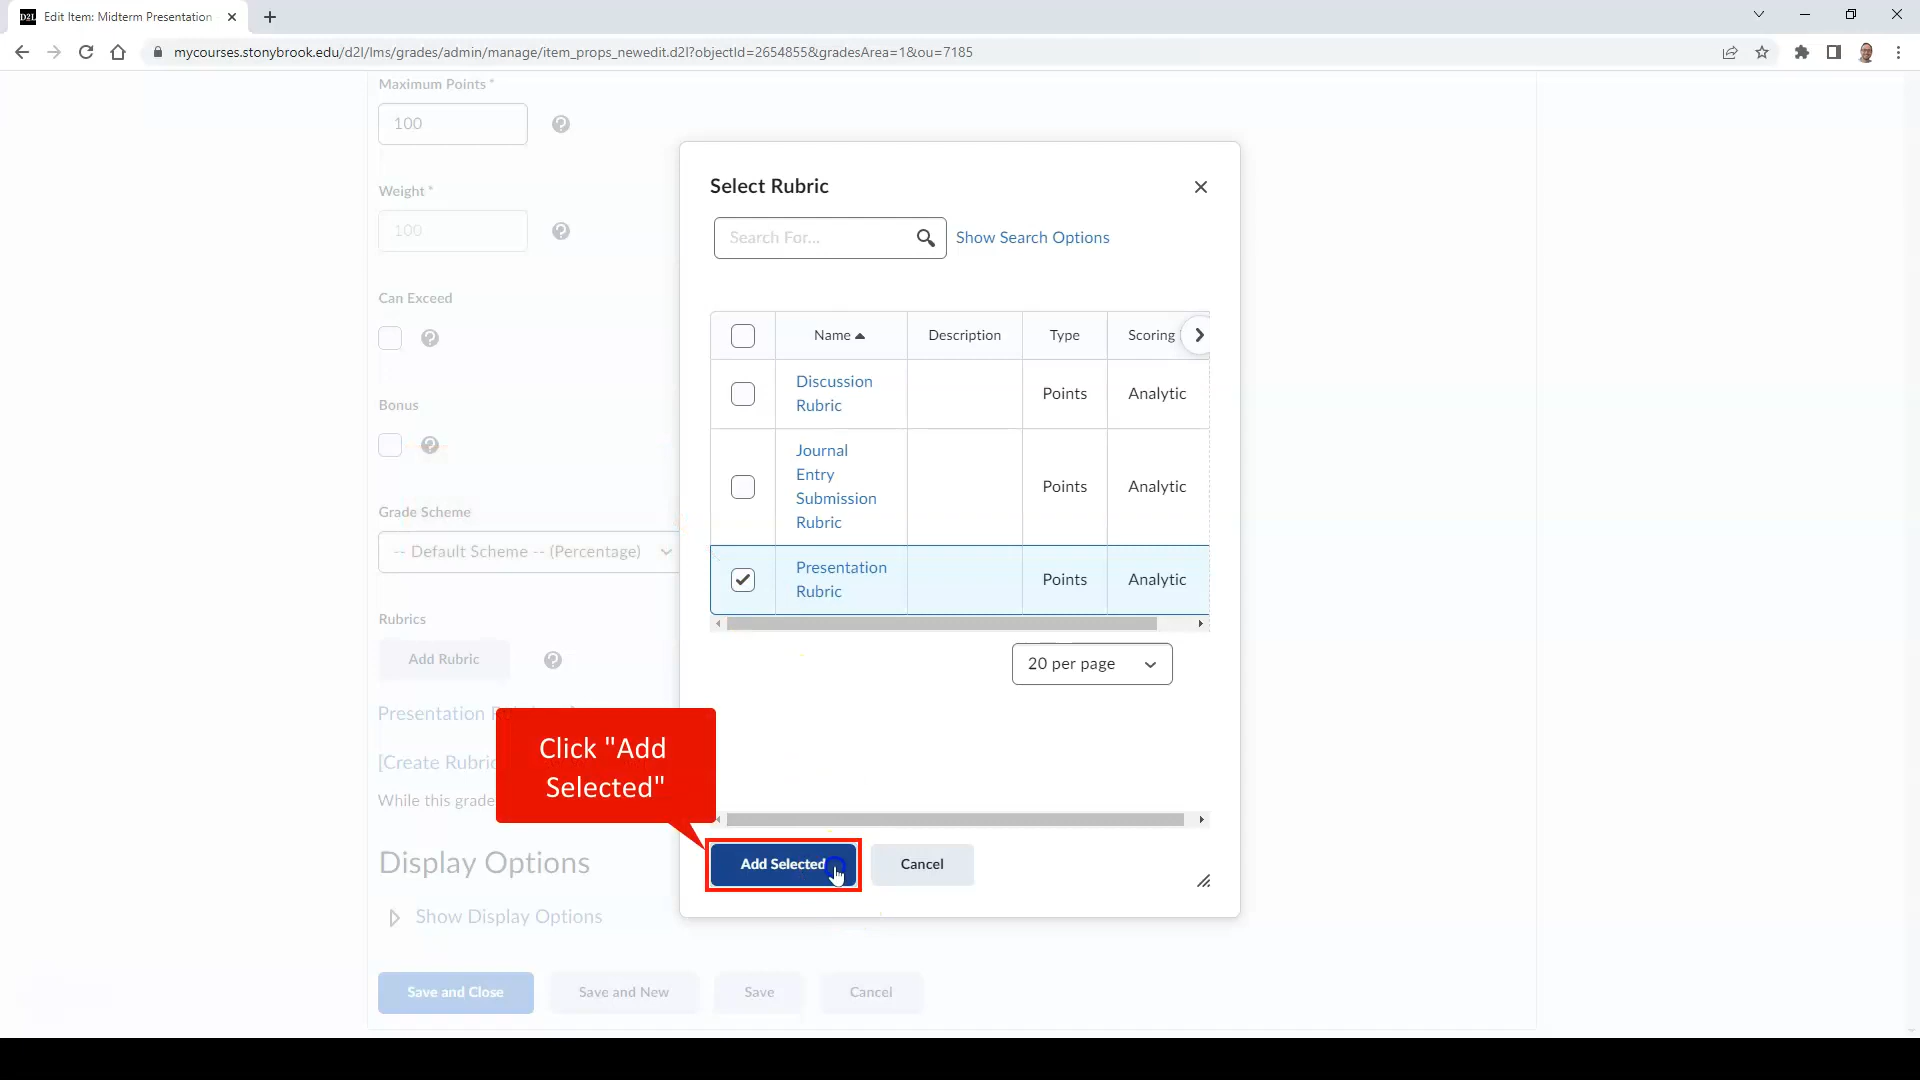 D2L Edit Item: Midterm Presentation
mycourses.stonybrook.edu/d2l/lms/grades/admin/manage/item_props_newedit.d2l?objectId=2654855&gradesArea=1&ou=7185
Maximum Points *
100
Weight *
100
Can Exceed
Bonus
Grade Scheme
-- Default Scheme -- (Percentage)
Rubrics
Add Rubric
Presentation
[Create Rubric
While this grade
Display Options
Show Display Options
Save and Close
Save and New
Save
Cancel
Select Rubric
Search For...
Show Search Options
Name
Description
Type
Scoring
Discussion
Rubric
Points
Analytic
Journal
Entry
Submission
Rubric
Points
Analytic
Presentation
Rubric
Points
Analytic
20 per page
Click "Add
Selected"
Add Selected
Cancel